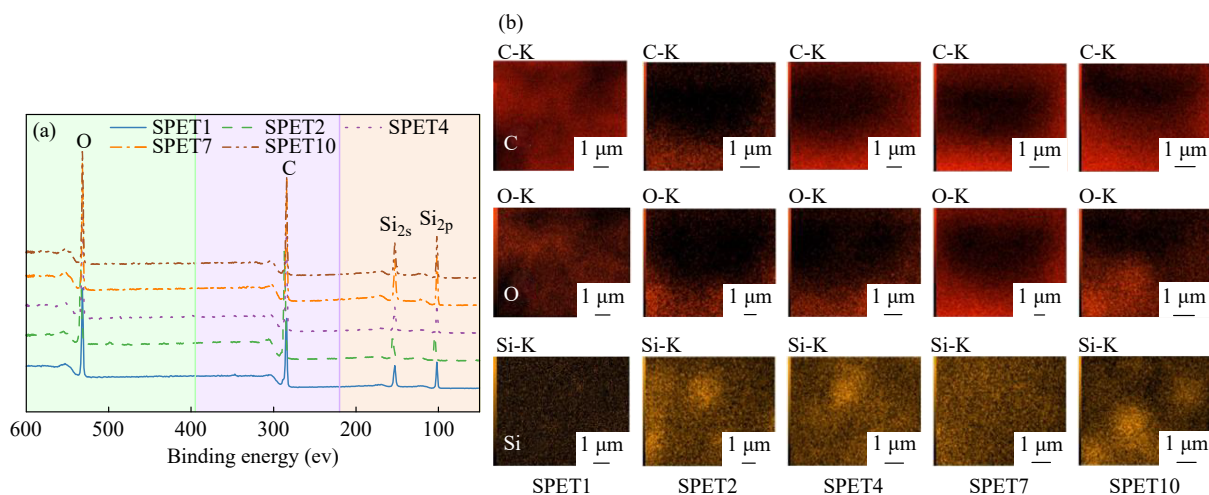 (b)
C-K C-K C-K C-K C-K
C
1 μm 1 μm 1 μm 1 μm 1 μm
(a)
SPET1 SPET2 SPET4
SPET7 SPET10
O
C
Si2s
Si2p
600 500 400 300 200 100
Binding energy (ev)
O-K O-K O-K O-K O-K
O
1 μm 1 μm 1 μm 1 μm 1 μm
Si-K Si-K Si-K Si-K Si-K
Si
1 μm 1 μm 1 μm 1 μm 1 μm
SPET1 SPET2 SPET4 SPET7 SPET10